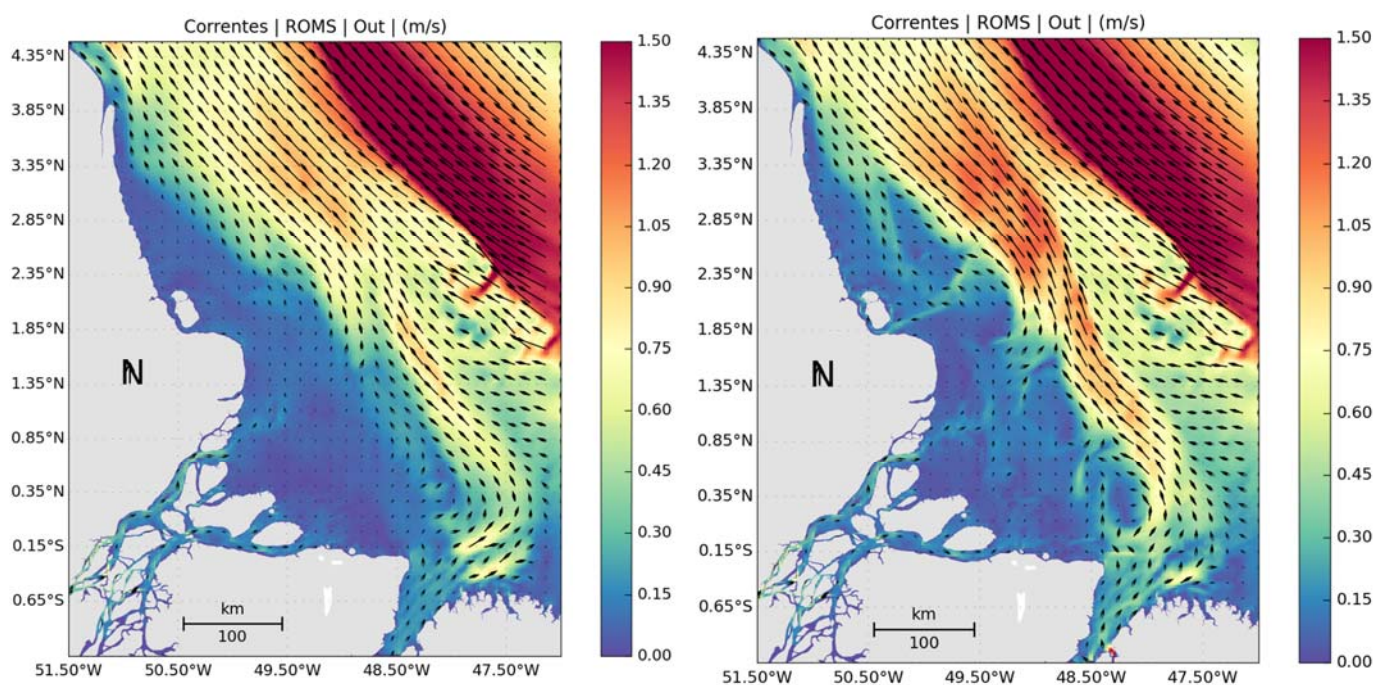 Correntes | ROMS | Out | (m/s)
4.35°N
3.85°N
3.35°N
2.85°N
2.35°N
1.85°N
1.35°N
0.85°N
0.35°N
0.15°S
0.65°S
N
km
100
51.50°W 50.50°W 49.50°W 48.50°W 47.50°W
1.50
1.35
1.20
1.05
0.90
0.75
0.60
0.45
0.30
0.15
0.00
Correntes | ROMS | Out | (m/s)
4.35°N
3.85°N
3.35°N
2.85°N
2.35°N
1.85°N
1.35°N
0.85°N
0.35°N
0.15°S
0.65°S
N
km
100
51.50°W 50.50°W 49.50°W 48.50°W 47.50°W
1.50
1.35
1.20
1.05
0.90
0.75
0.60
0.45
0.30
0.15
0.00